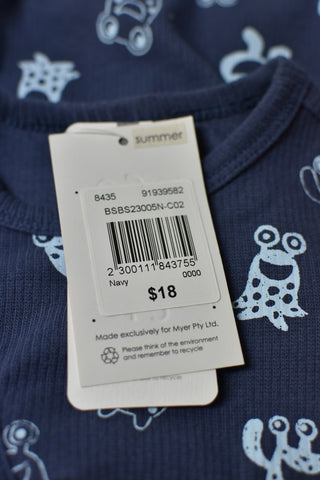 summer
8435 91939582
BSBS23005N-C02
2 300111 843755
Navy 0000
$18
Made exclusively for Myer Pty Ltd.
Please think of the environment
and remember to recycle